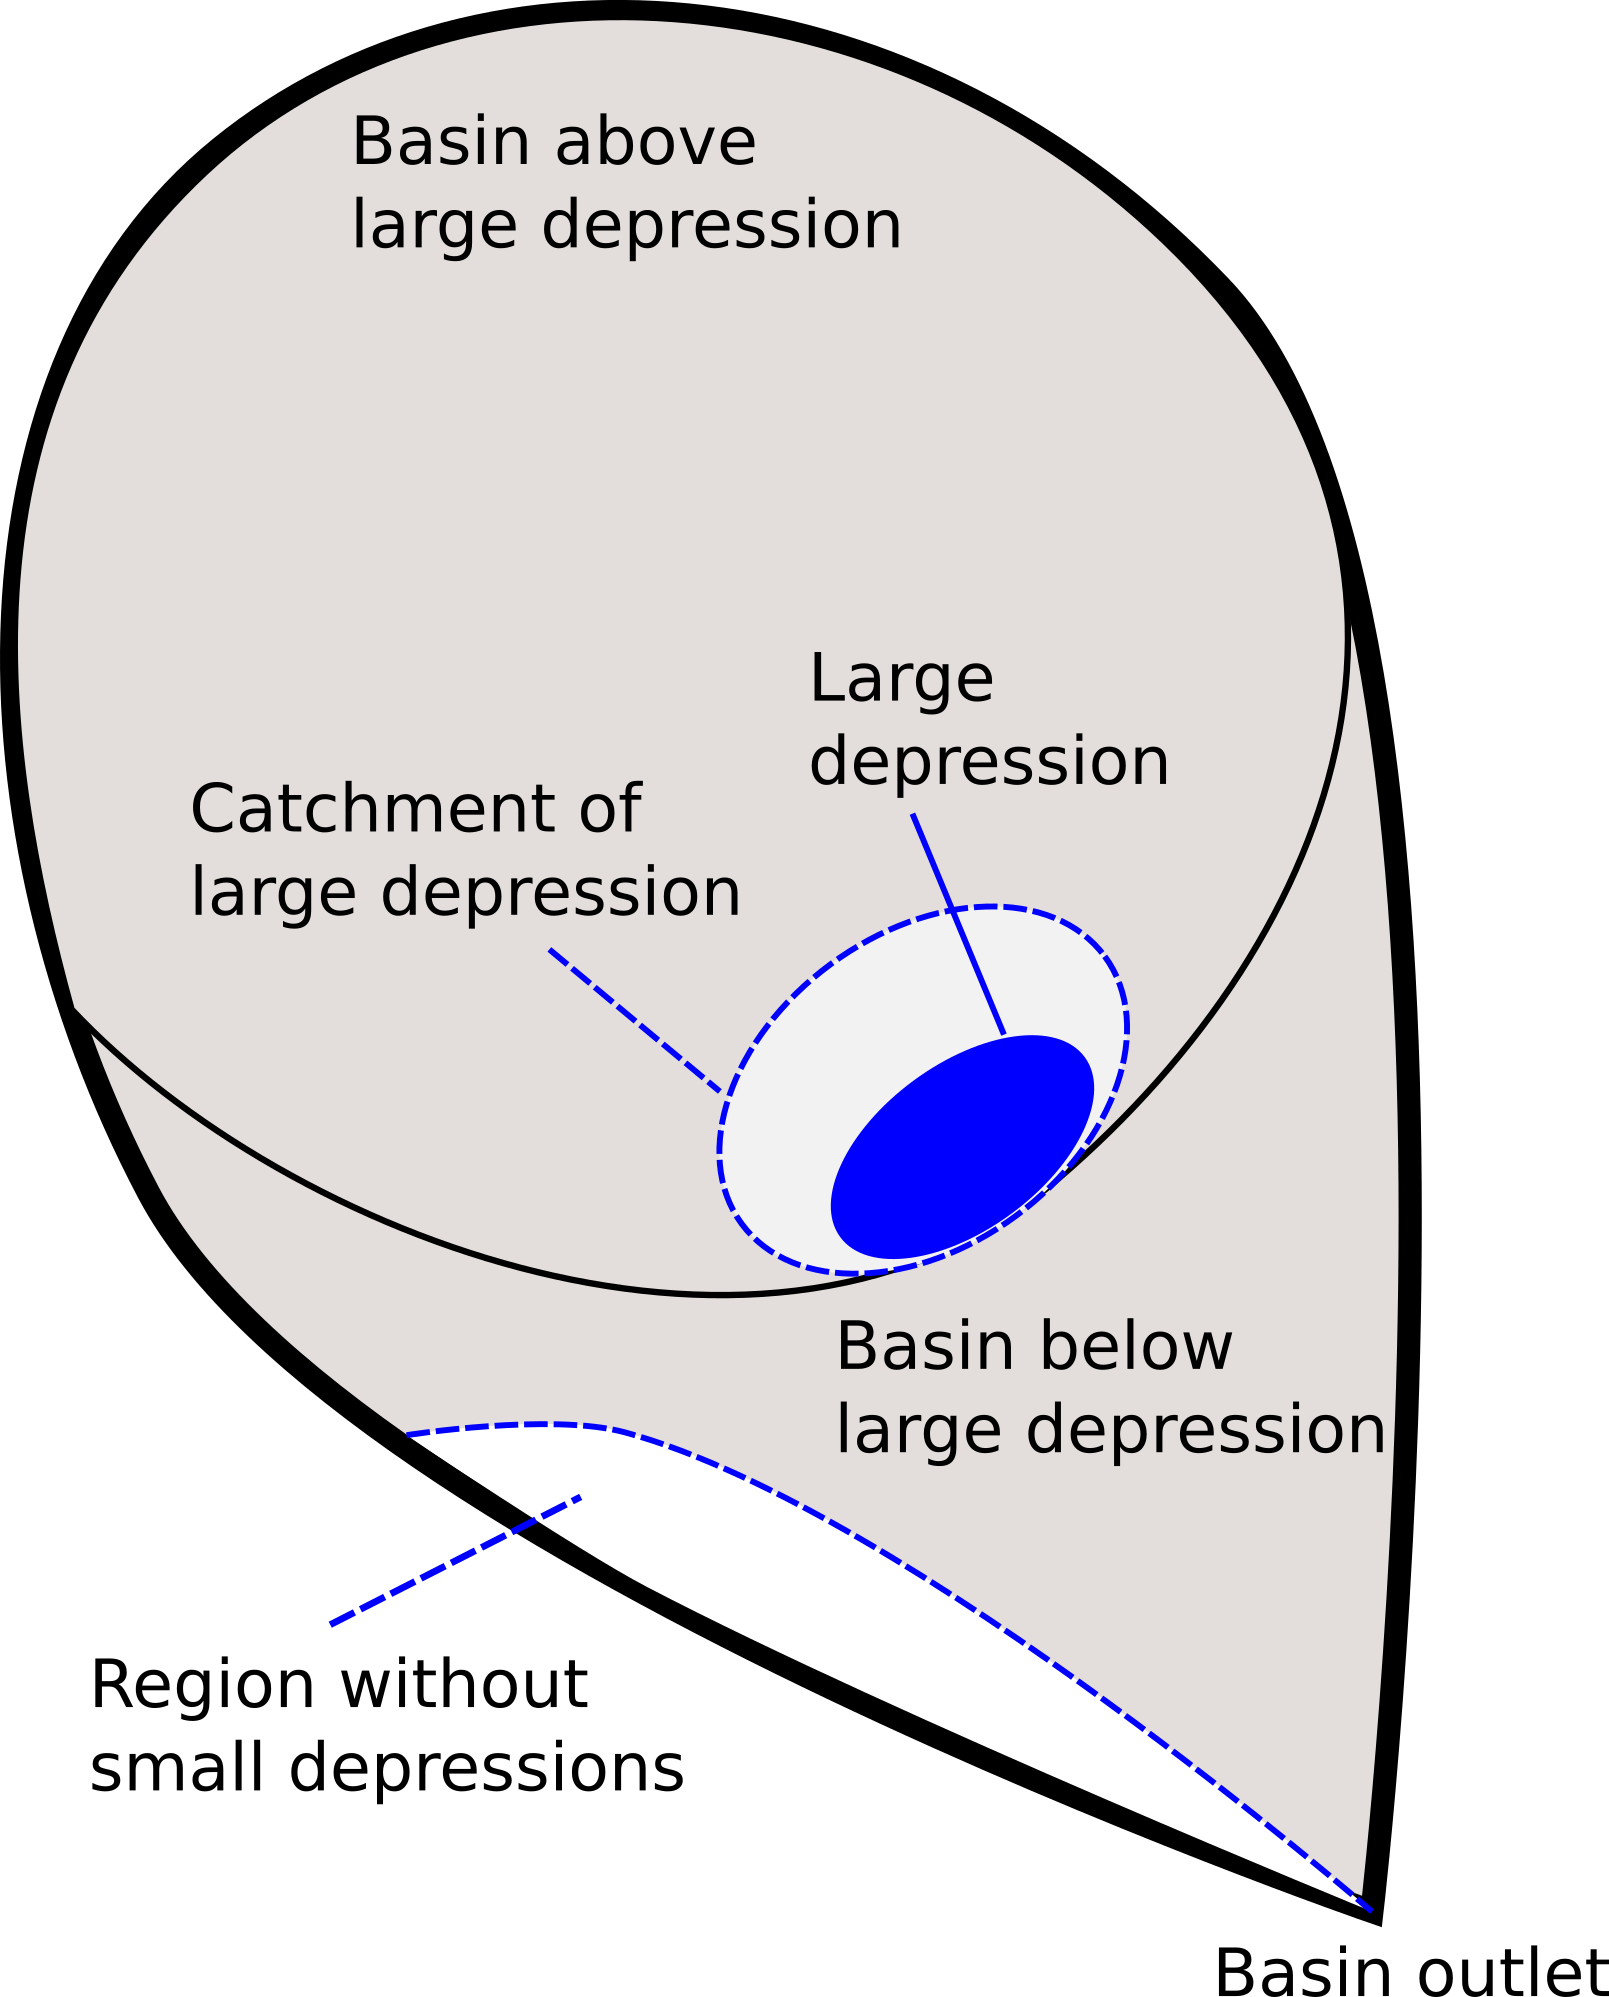 Basin above
large depression
Large
depression
Catchment of
large depression
Basin below
large depression
Region without
small depressions
Basin outlet